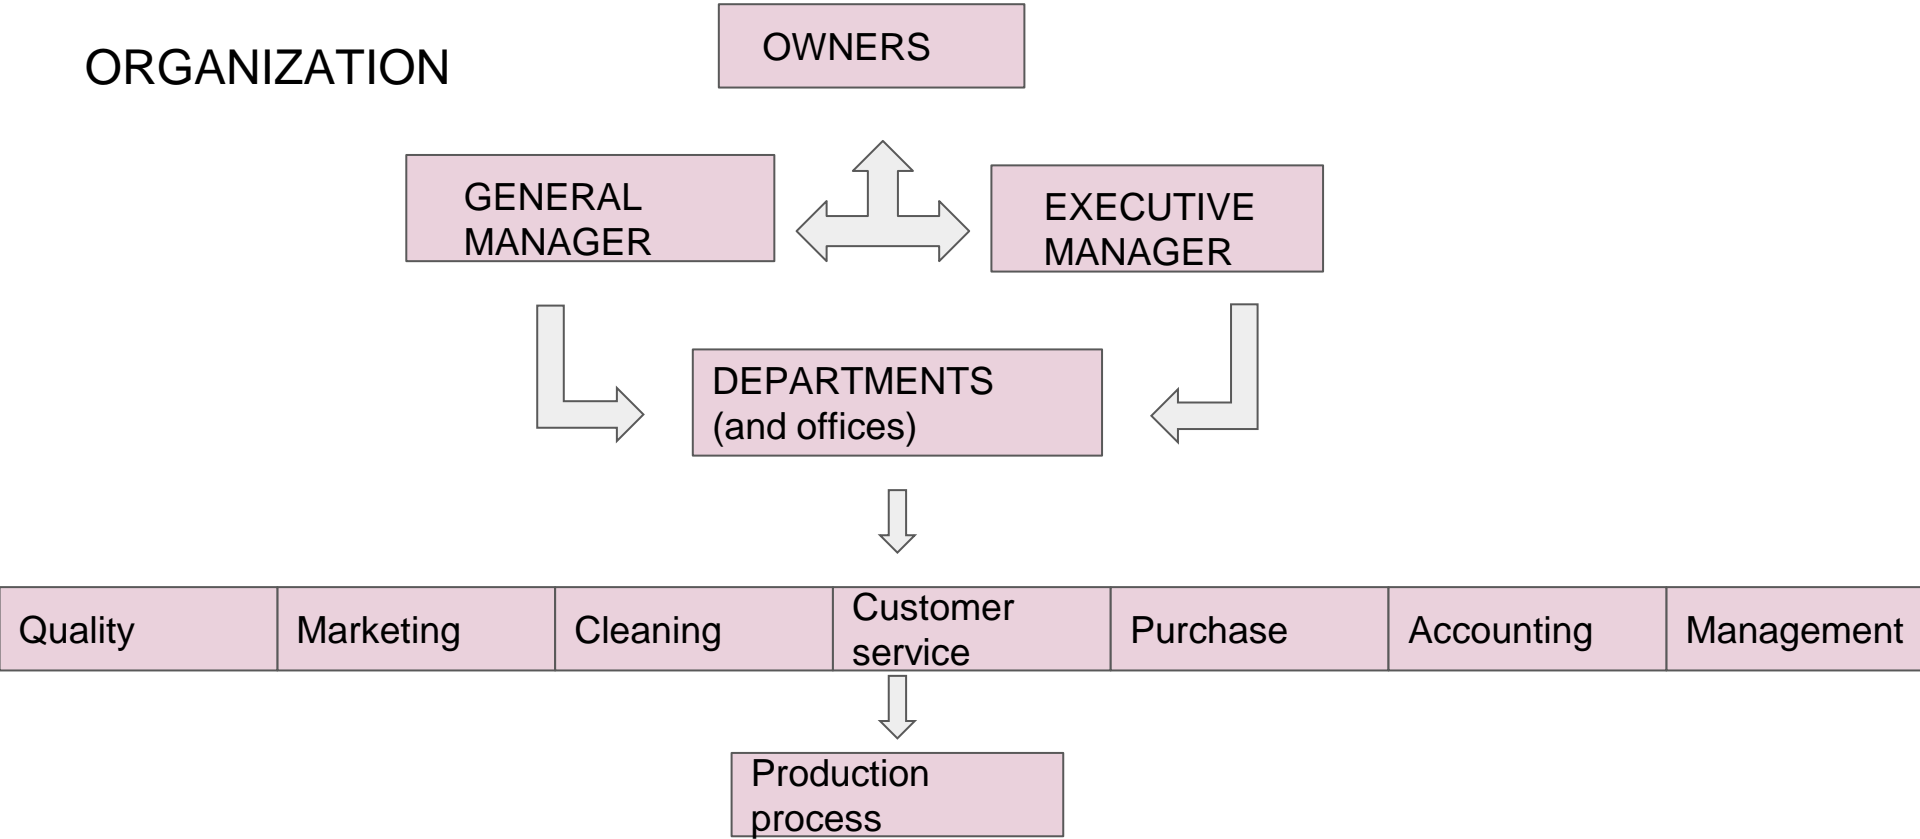 ORGANIZATION
OWNERS
GENERAL
MANAGER
EXECUTIVE
MANAGER
DEPARTMENTS
(and offices)
Quality
Marketing
Cleaning
Customer
service
Purchase
Accounting
Management
Production
process